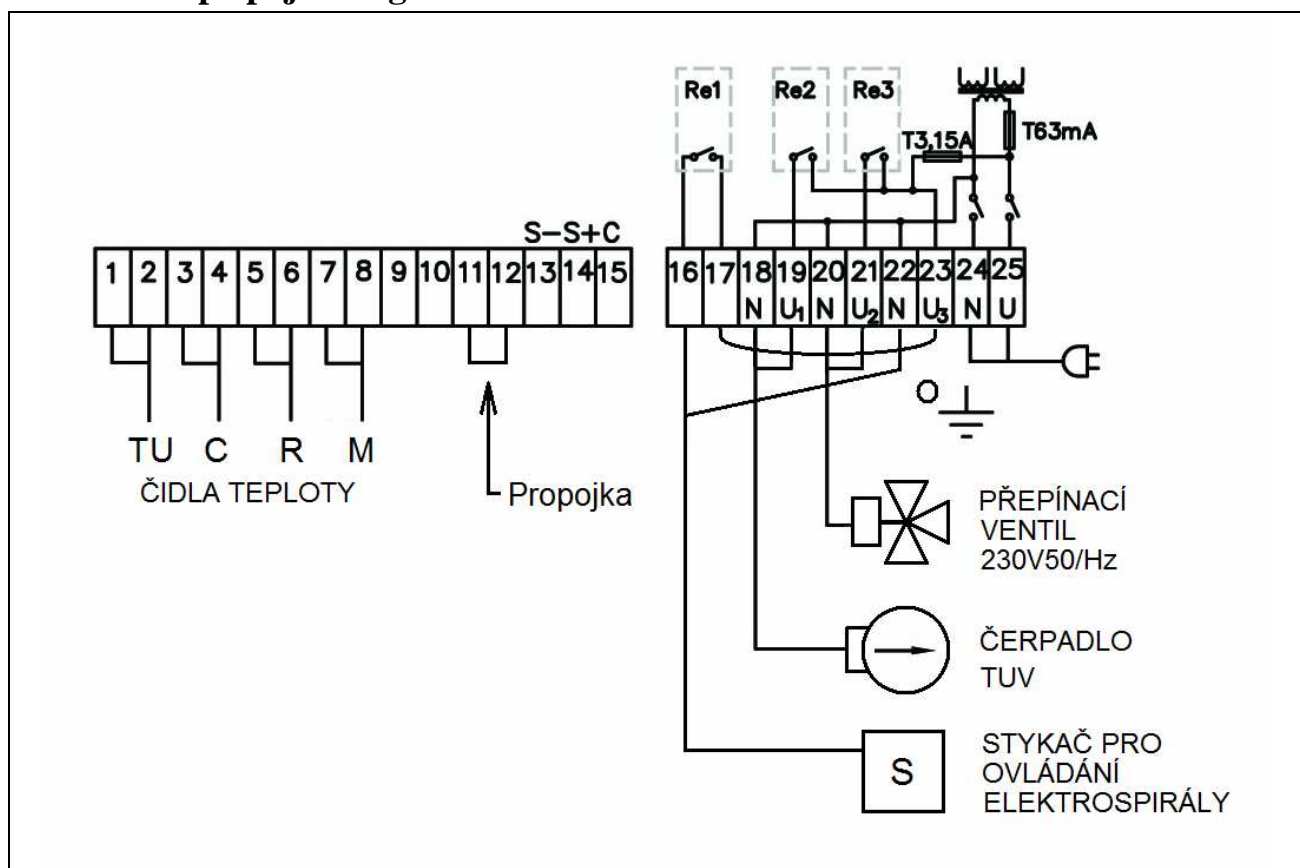 Re1 Re2 Re3
T3,15A T63mA
S-S+C
1 2 3 4 5 6 7 8 9 10 11 12 13 14 15
16 17 18 19 20 21 22 23 24 25
N U1 N U2 N U3 N U
TU C R M
ČIDLA TEPLOTY
Propojka
PŘEPÍNACÍ
VENTIL
230V50/Hz
ČERPADLO
TUV
S
STYKAČ PRO
OVLÁDÁNÍ
ELEKTROSPIRÁLY